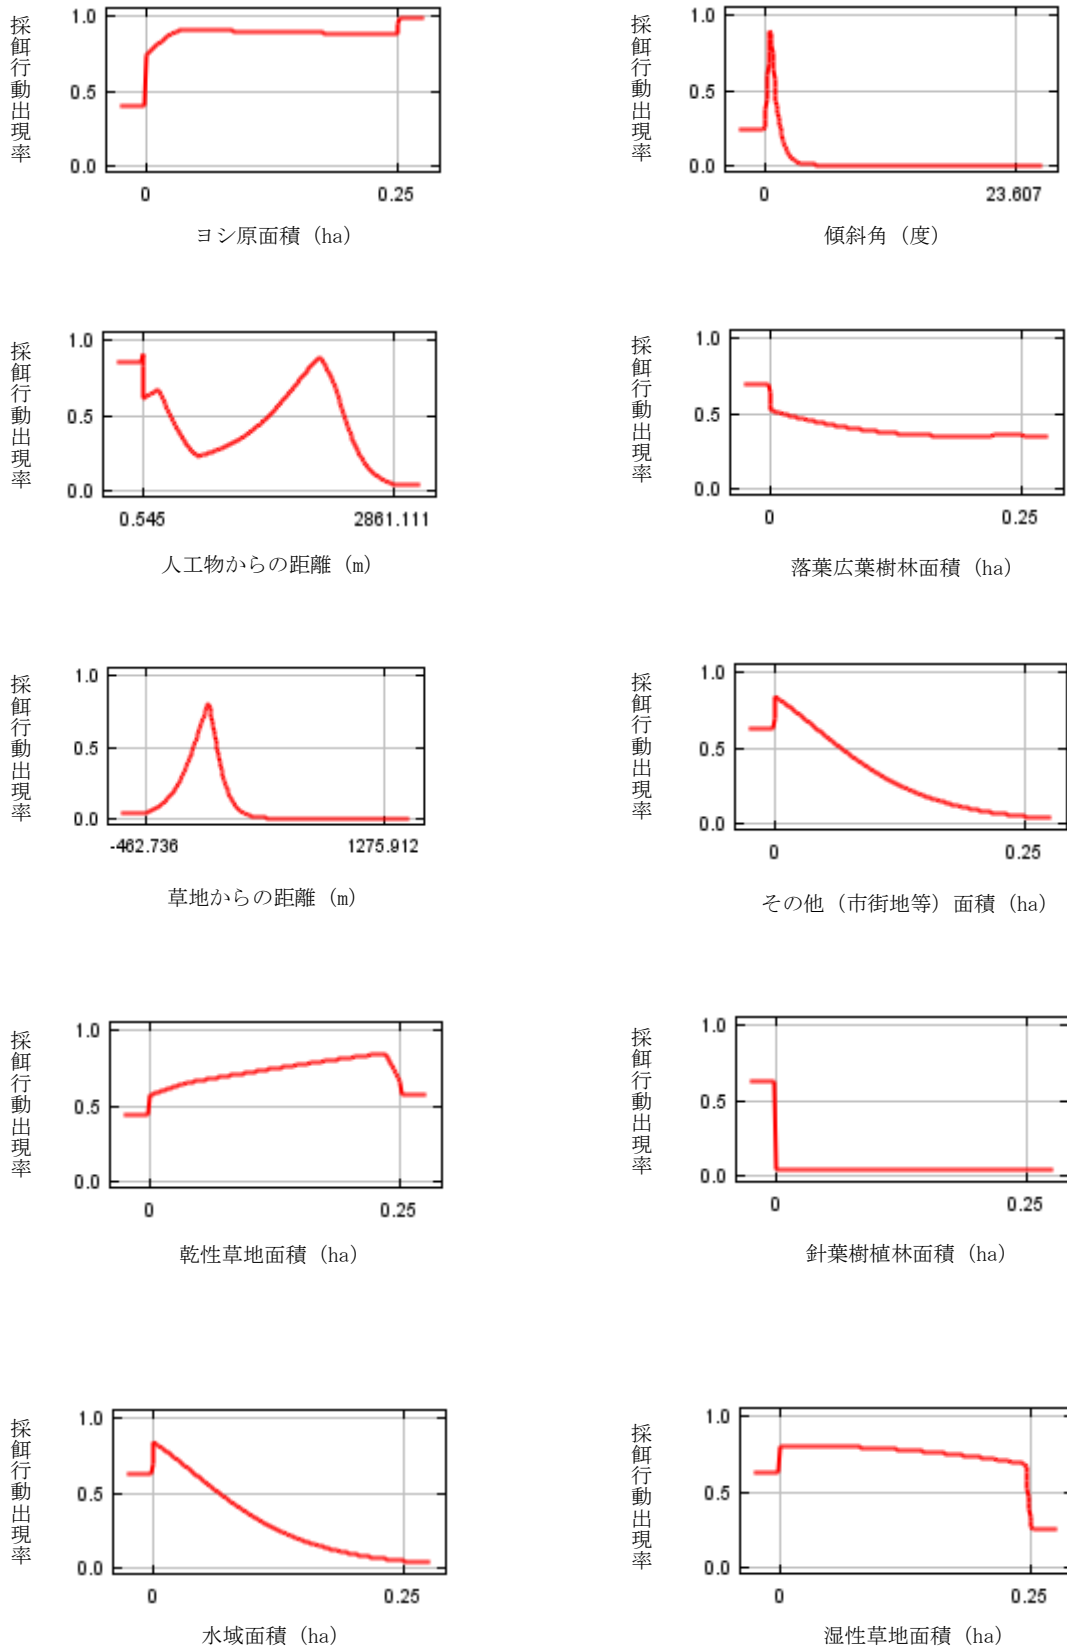 採餌行動出現率
1.0
0.5
0.0
0
0.25
ヨシ原面積 (ha)
採餌行動出現率
1.0
0.5
0.0
0
23.607
傾斜角 (度)
採餌行動出現率
1.0
0.5
0.0
0.545
2861.111
人工物からの距離 (m)
採餌行動出現率
1.0
0.5
0.0
0
0.25
落葉広葉樹林面積 (ha)
採餌行動出現率
1.0
0.5
0.0
-462.736
1275.912
草地からの距離 (m)
採餌行動出現率
1.0
0.5
0.0
0
0.25
その他 (市街地等) 面積 (ha)
採餌行動出現率
1.0
0.5
0.0
0
0.25
乾性草地面積 (ha)
採餌行動出現率
1.0
0.5
0.0
0
0.25
針葉樹植林面積 (ha)
採餌行動出現率
1.0
0.5
0.0
0
0.25
水域面積 (ha)
採餌行動出現率
1.0
0.5
0.0
0
0.25
湿性草地面積 (ha)